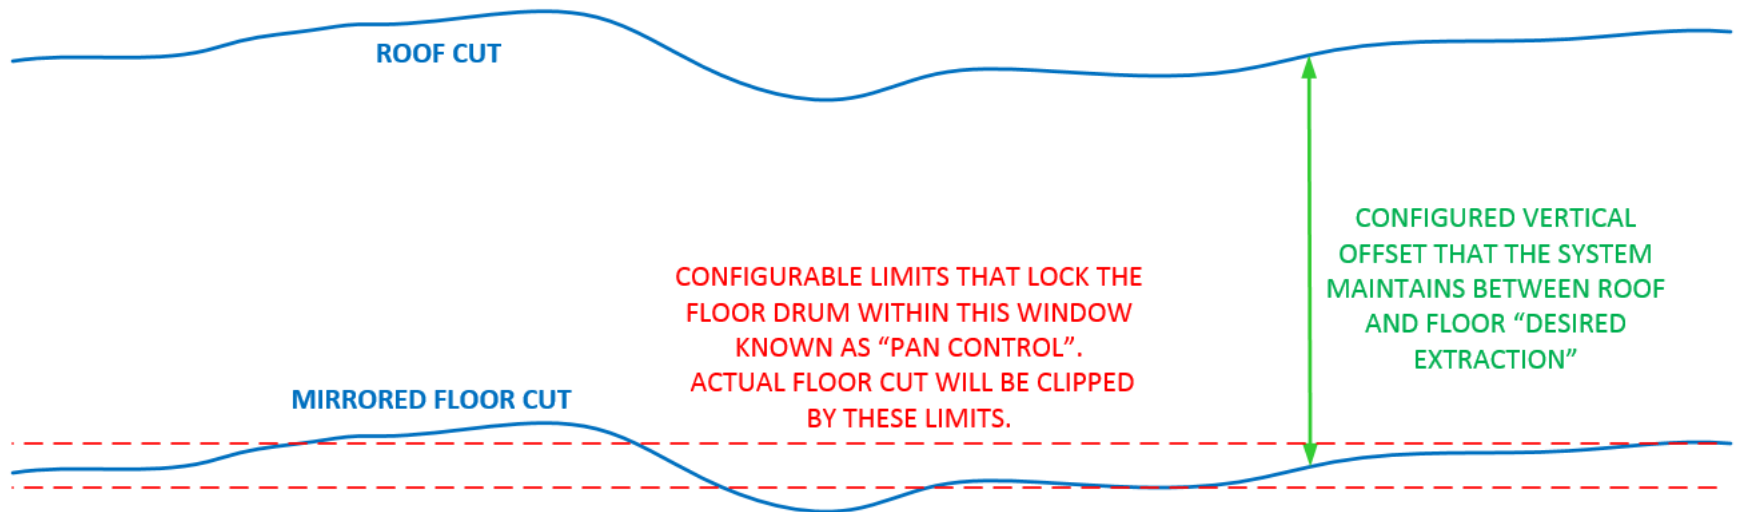 ROOF CUT
CONFIGURED VERTICAL
OFFSET THAT THE SYSTEM
MAINTAINS BETWEEN ROOF
AND FLOOR “DESIRED
EXTRACTION”
CONFIGURABLE LIMITS THAT LOCK THE
FLOOR DRUM WITHIN THIS WINDOW
KNOWN AS “PAN CONTROL”.
ACTUAL FLOOR CUT WILL BE CLIPPED
BY THESE LIMITS.
MIRRORED FLOOR CUT